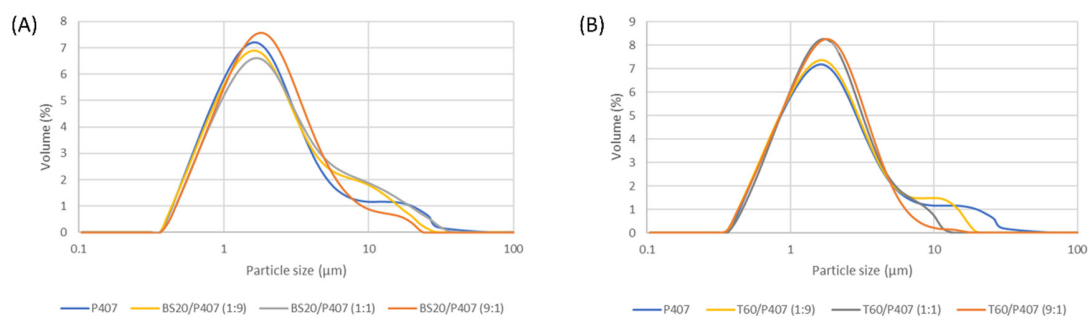 (A)
8
7
6
5
4
3
2
1
0
Volume (%)
0.1 1 10 100
Particle size (µm)
P407 BS20/P407 (1:9) BS20/P407 (1:1) BS20/P407 (9:1)
(B)
9
8
7
6
5
4
3
2
1
0
Volume (%)
0.1 1 10 100
Particle size (µm)
P407 T60/P407 (1:9) T60/P407 (1:1) T60/P407 (9:1)